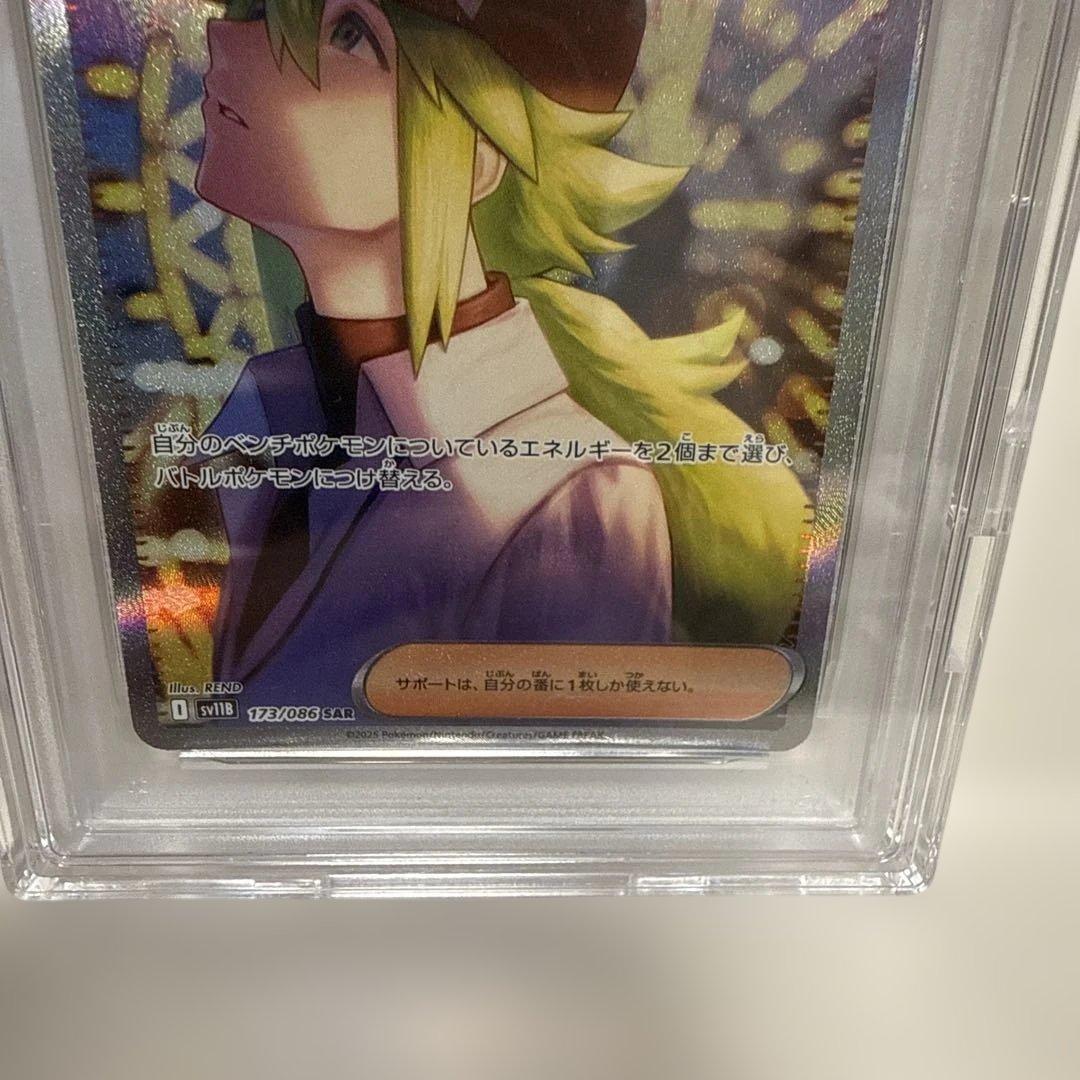 自分のベンチポケモンについているエネルギーを2個まで選び、
バトルポケモンにつけ替える。
サポートは、自分の番に1枚しか使えない。
Illus. REND
I sv11B 173/086 SAR
©2025 Pokémon/Nintendo/Creatures/GAME FREAK